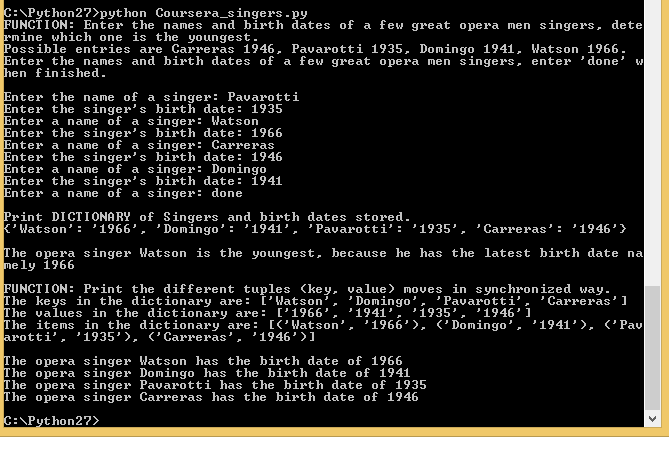 C:\Python27>python Coursera_singers.py
FUNCTION: Enter the names and birth dates of a few great opera men singers, dete
rmine which one is the youngest.
Possible entries are Carreras 1946, Pavarotti 1935, Domingo 1941, Watson 1966.
Enter the names and birth dates of a few great opera men singers, enter 'done' w
hen finished.
Enter the name of a singer: Pavarotti
Enter the singer's birth date: 1935
Enter a name of a singer: Watson
Enter the singer's birth date: 1966
Enter a name of a singer: Carreras
Enter the singer's birth date: 1946
Enter a name of a singer: Domingo
Enter the singer's birth date: 1941
Enter a name of a singer: done
Print DICTIONARY of Singers and birth dates stored.
{'Watson': '1966', 'Domingo': '1941', 'Pavarotti': '1935', 'Carreras': '1946'}
The opera singer Watson is the youngest, because he has the latest birth date na
mely 1966
FUNCTION: Print the different tuples (key, value) moves in synchronized way.
The keys in the dictionary are: ['Watson', 'Domingo', 'Pavarotti', 'Carreras']
The values in the dictionary are: ['1966', '1941', '1935', '1946']
The items in the dictionary are: [('Watson', '1966'), ('Domingo', '1941'), ('Pav
arotti', '1935'), ('Carreras', '1946')]
The opera singer Watson has the birth date of 1966
The opera singer Domingo has the birth date of 1941
The opera singer Pavarotti has the birth date of 1935
The opera singer Carreras has the birth date of 1946
C:\Python27>